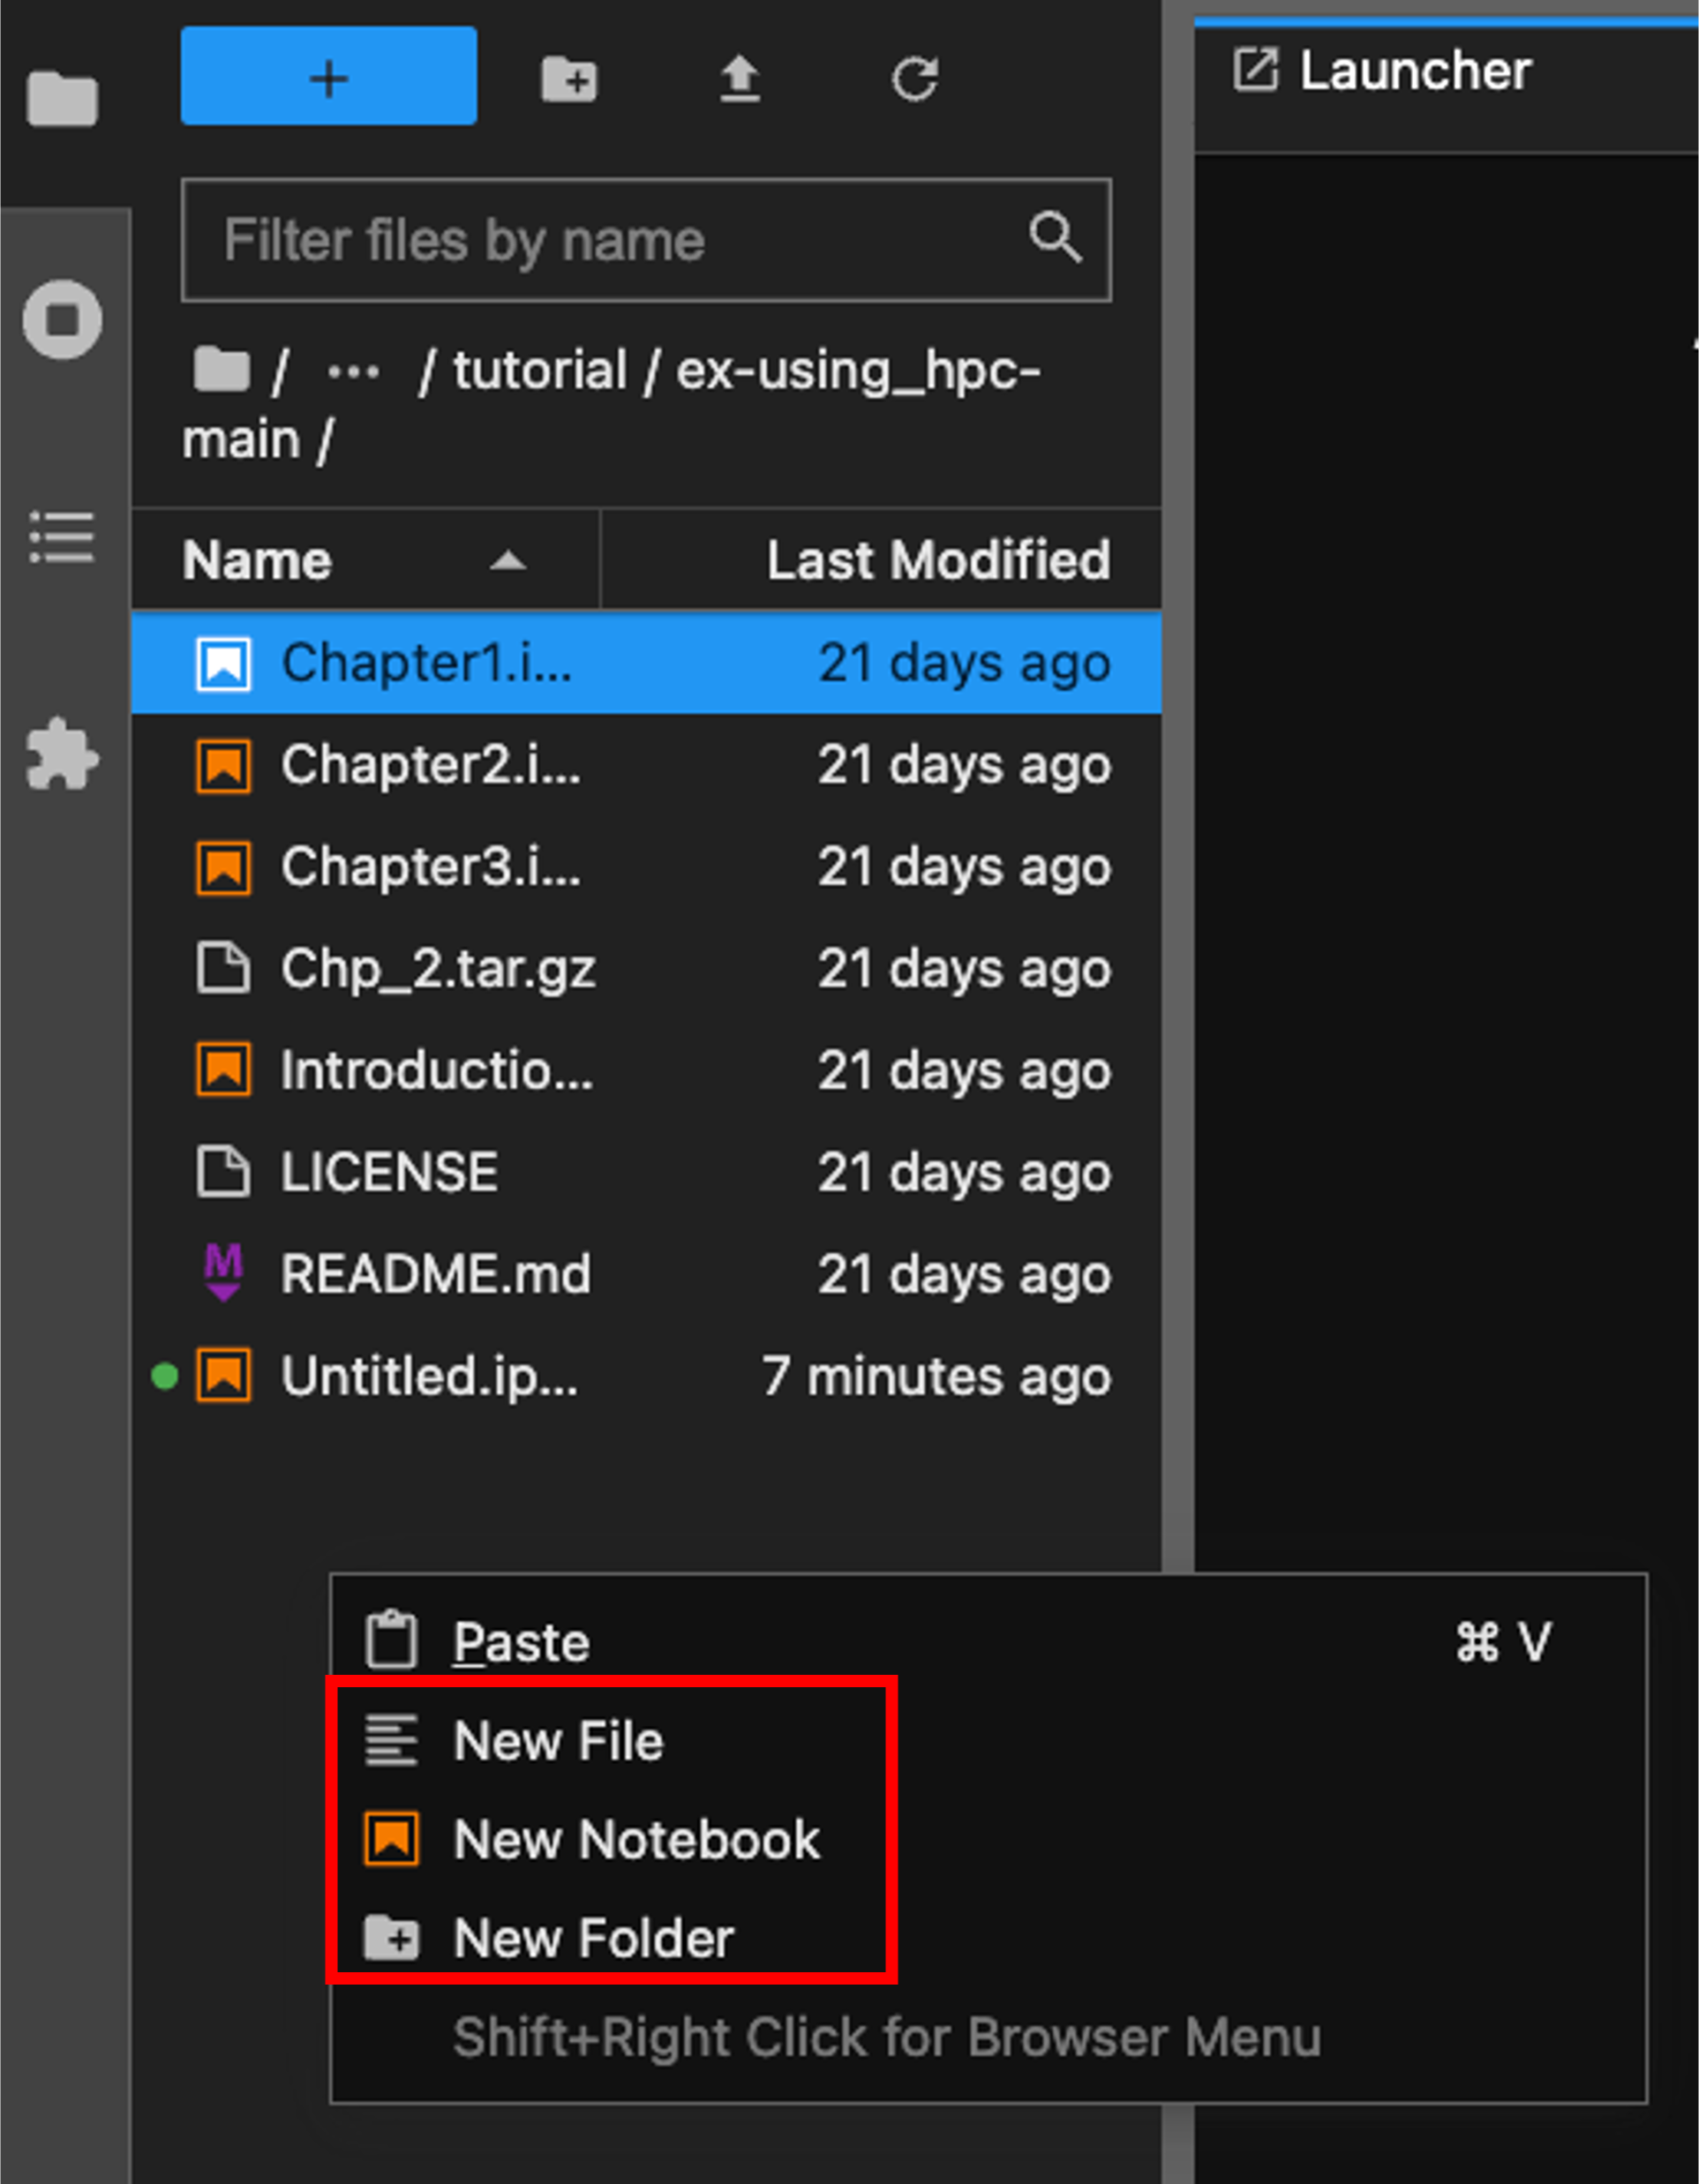 Launcher
Filter files by name
/ ... / tutorial / ex-using_hpc-
main /
Name Last Modified
Chapter1.i... 21 days ago
Chapter2.i... 21 days ago
Chapter3.i... 21 days ago
Chp_2.tar.gz 21 days ago
Introductio... 21 days ago
LICENSE 21 days ago
README.md 21 days ago
Untitled.ip... 7 minutes ago
Paste ⌘ V
New File
New Notebook
New Folder
Shift+Right Click for Browser Menu